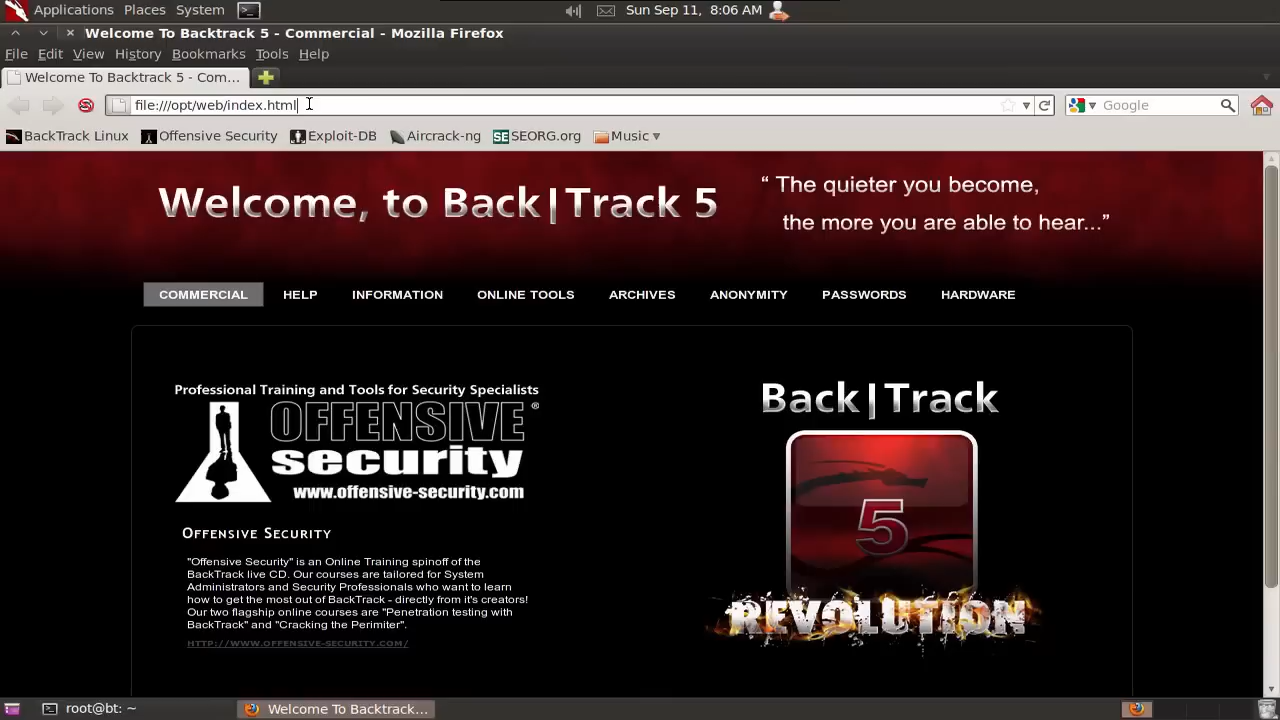 Applications Places System Sun Sep 11, 8:06 AM
Welcome To Backtrack 5 - Commercial - Mozilla Firefox
File Edit View History Bookmarks Tools Help
Welcome To Backtrack 5 - Com...
file:///opt/web/index.html Google
BackTrack Linux Offensive Security Exploit-DB Aircrack-ng SE SEORG.org Music
Welcome, to Back|Track 5
“ The quieter you become,
the more you are able to hear...”
COMMERCIAL HELP INFORMATION ONLINE TOOLS ARCHIVES ANONYMITY PASSWORDS HARDWARE
Professional Training and Tools for Security Specialists
OFFENSIVE®
security
www.offensive-security.com
Back|Track
5
REVOLUTION
OFFENSIVE SECURITY
"Offensive Security" is an Online Training spinoff of the
BackTrack live CD. Our courses are tailored for System
Administrators and Security Professionals who want to learn
how to get the most out of BackTrack - directly from it's creators!
Our two flagship online courses are "Penetration testing with
BackTrack" and "Cracking the Perimiter".
HTTP://WWW.OFFENSIVE-SECURITY.COM/
root@bt: ~ Welcome To Backtrack...